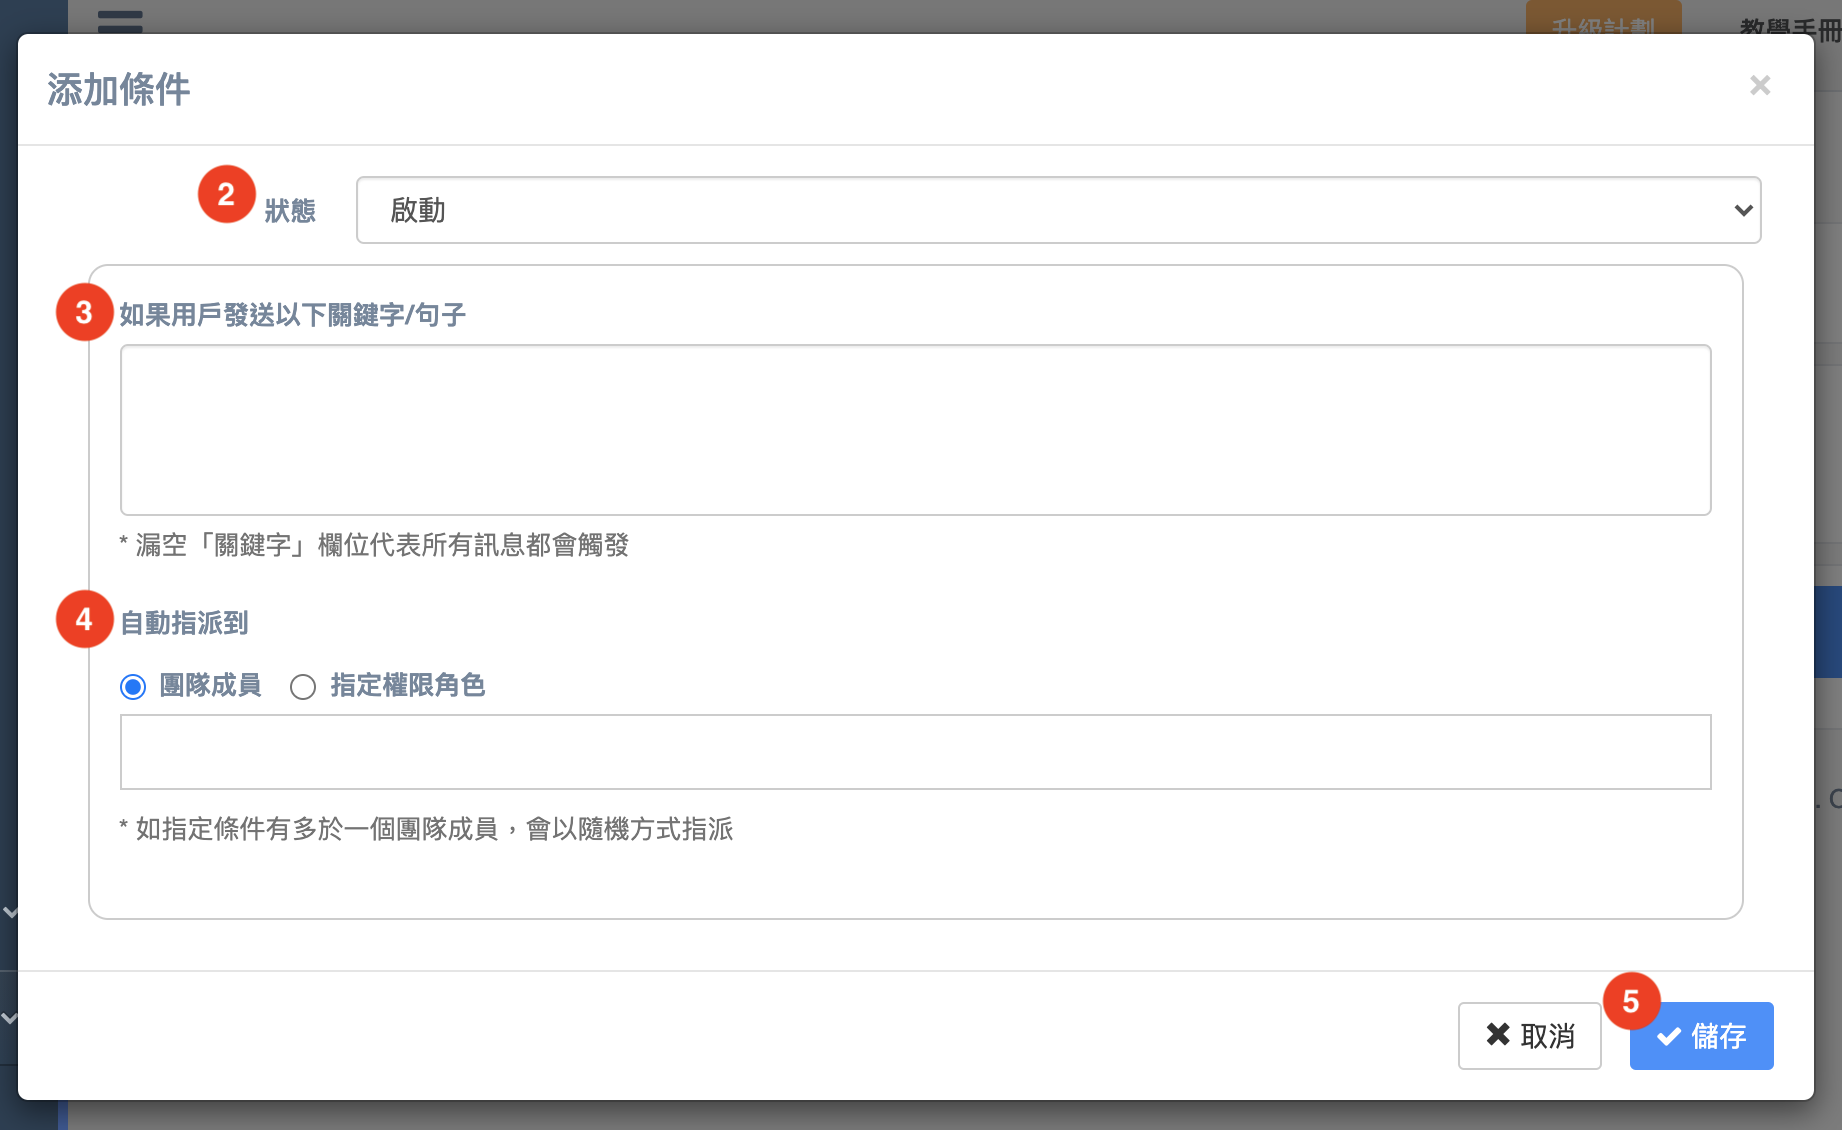 升級計劃 教學手冊
添加條件 ×
2 狀態 啟動
3 如果用戶發送以下關鍵字/句子
* 漏空「關鍵字」欄位代表所有訊息都會觸發
4 自動指派到
團隊成員 指定權限角色
* 如指定條件有多於一個團隊成員，會以隨機方式指派
5
取消 儲存